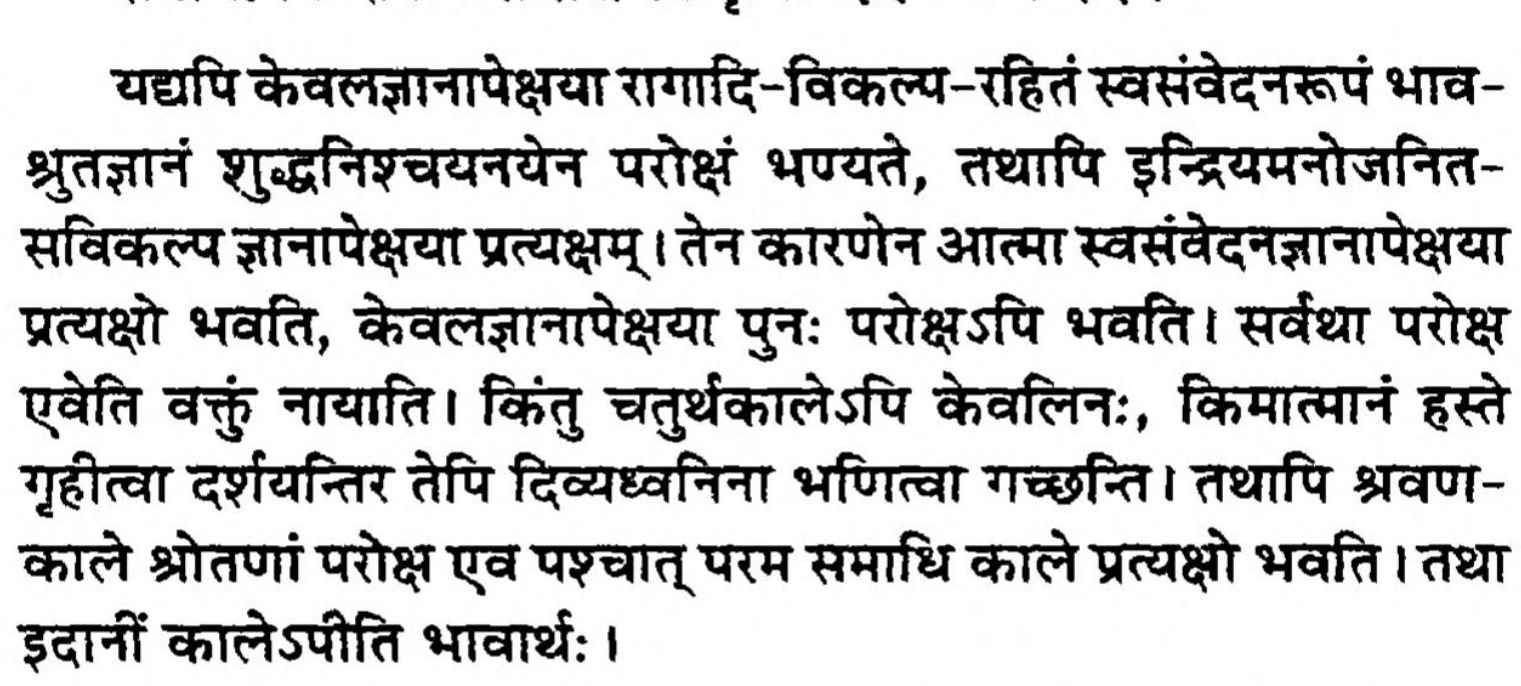 यद्यपि केवलज्ञानापेक्षया रागादि-विकल्प-रहितं स्वसंवेदनरूपं भाव-
श्रुतज्ञानं शुद्धनिश्चयनयेन परोक्षं भण्यते, तथापि इन्द्रियमनोजनित-
सविकल्प ज्ञानापेक्षया प्रत्यक्षम्। तेन कारणेन आत्मा स्वसंवेदनज्ञानापेक्षया
प्रत्यक्षो भवति, केवलज्ञानापेक्षया पुनः परोक्षऽपि भवति। सर्वथा परोक्ष
एवेति वक्तुं नायाति। किंतु चतुर्थकालेऽपि केवलिनः, किमात्मानं हस्ते
गृहीत्वा दर्शयन्तिर तेपि दिव्यध्वनिना भणित्वा गच्छन्ति। तथापि श्रवण-
काले श्रोतणां परोक्ष एव पश्चात् परम समाधि काले प्रत्यक्षो भवति। तथा
इदानीं कालेऽपीति भावार्थः।